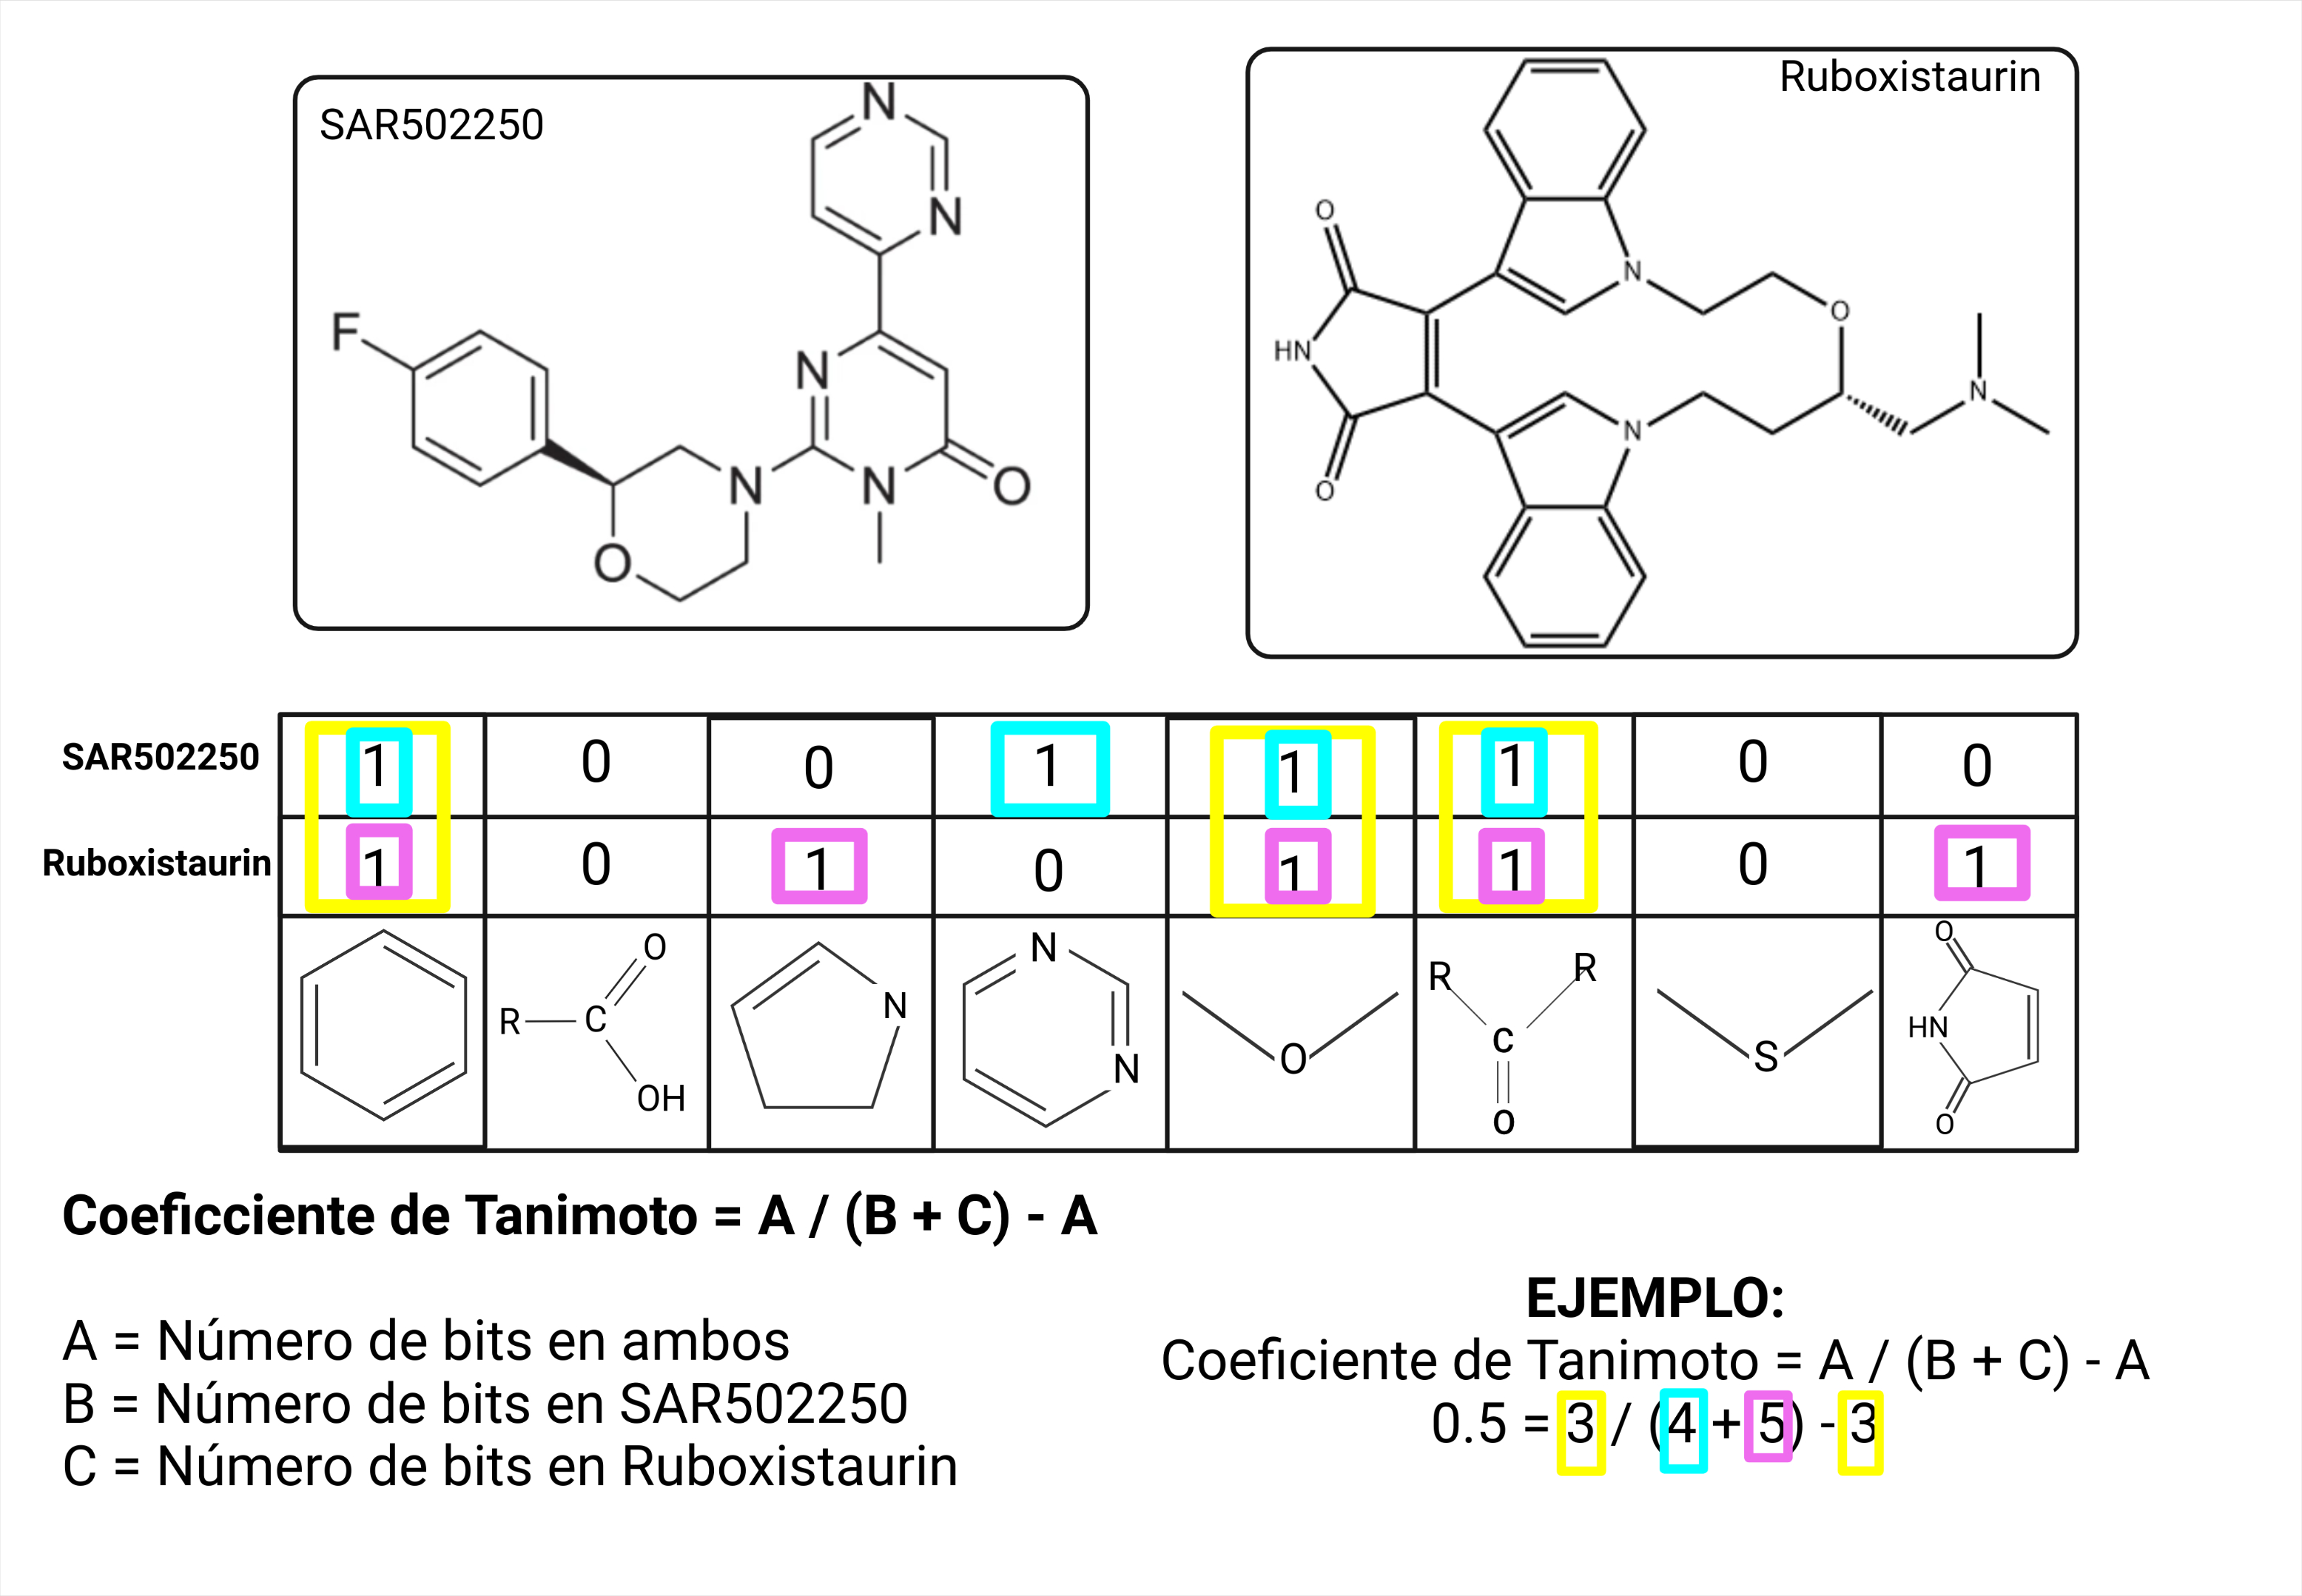 SAR502250
Ruboxistaurin
N
N
F
N
N
N
O
O
O
HN
O
N
O
N
N
SAR502250 1 0 0 1 1 1 0 0
Ruboxistaurin 1 0 1 0 1 1 0 1
R C O OH
N
N N
O
R R C O
S
O HN O
Coeficciente de Tanimoto = A / (B + C) - A
A = Número de bits en ambos
B = Número de bits en SAR502250
C = Número de bits en Ruboxistaurin
EJEMPLO:
Coeficiente de Tanimoto = A / (B + C) - A
0.5 = 3 / (4 + 5) - 3